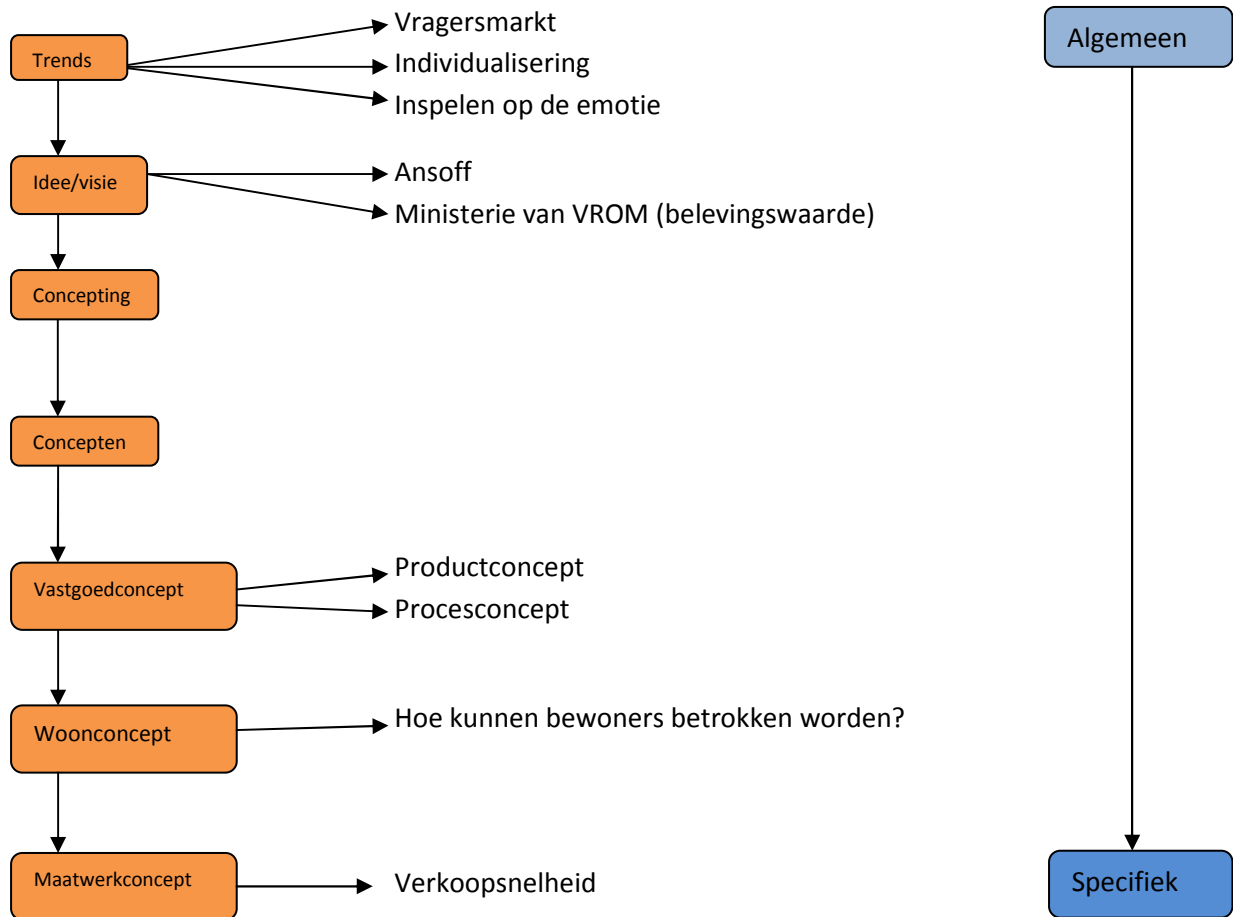 Trends
Vragersmarkt
Individualisering
Inspelen op de emotie
Algemeen
Idee/visie
Ansoff
Ministerie van VROM (belevingswaarde)
Concepting
Concepten
Vastgoedconcept
Productconcept
Procesconcept
Woonconcept
Hoe kunnen bewoners betrokken worden?
Maatwerkconcept
Verkoopsnelheid
Specifiek